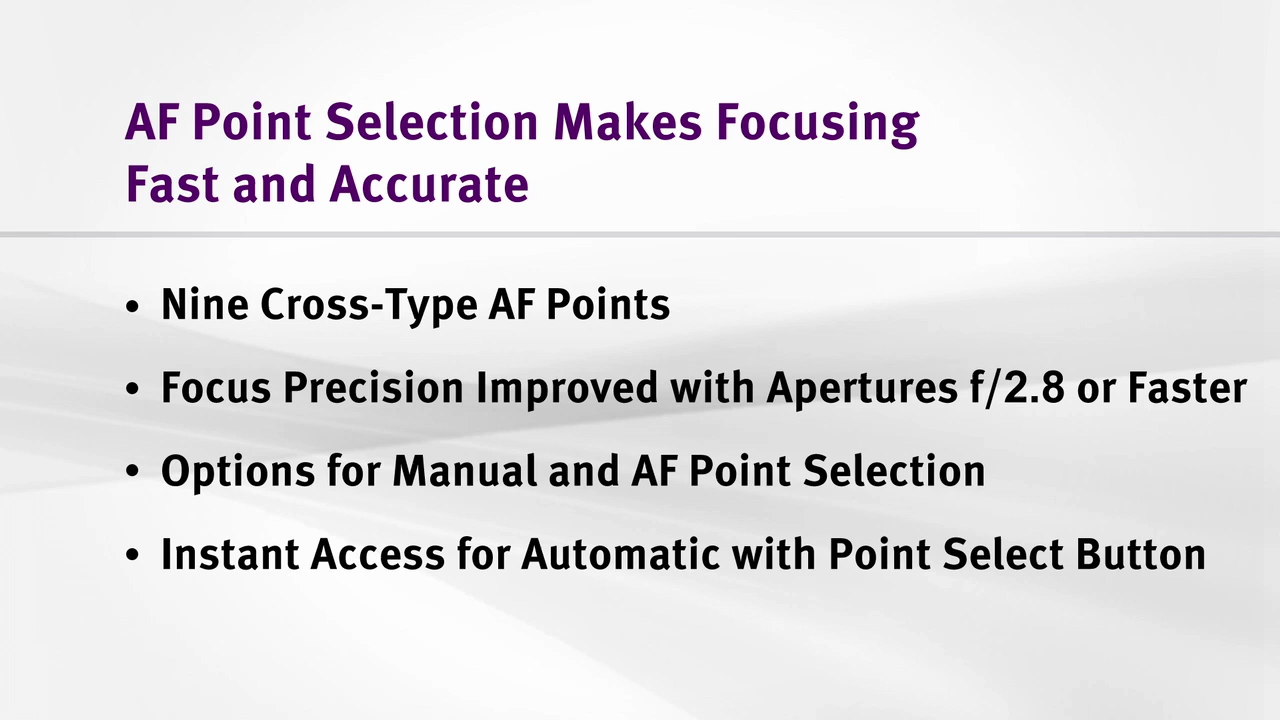 AF Point Selection Makes Focusing
Fast and Accurate
• Nine Cross-Type AF Points
• Focus Precision Improved with Apertures f/2.8 or Faster
• Options for Manual and AF Point Selection
• Instant Access for Automatic with Point Select Button